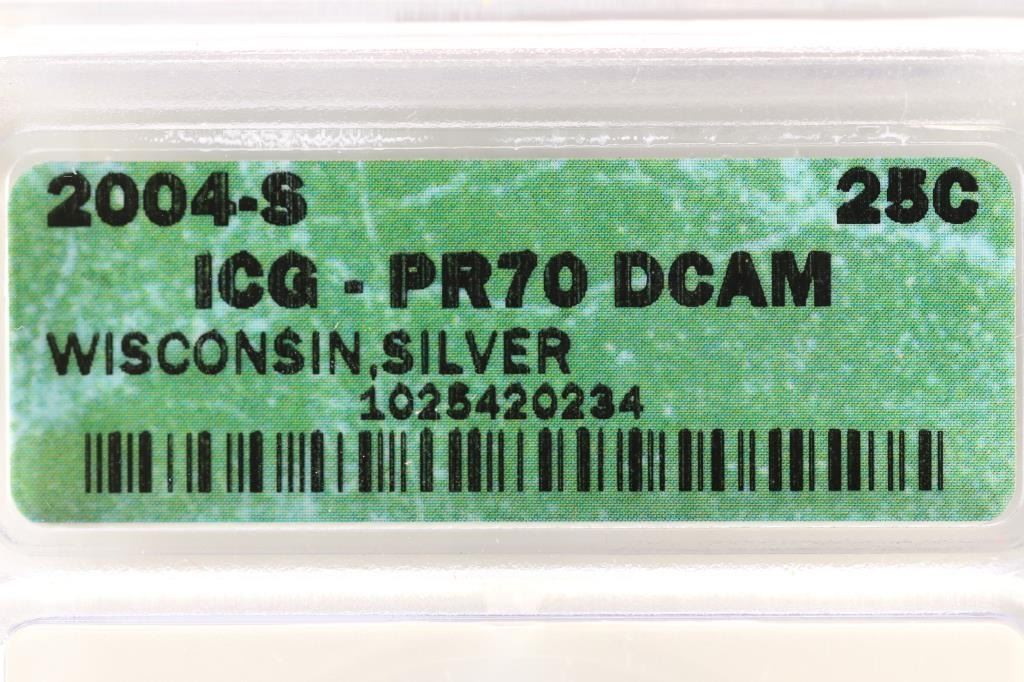 2004-S 25C
ICG - PR70 DCAM
WISCONSIN,SILVER
1025420234